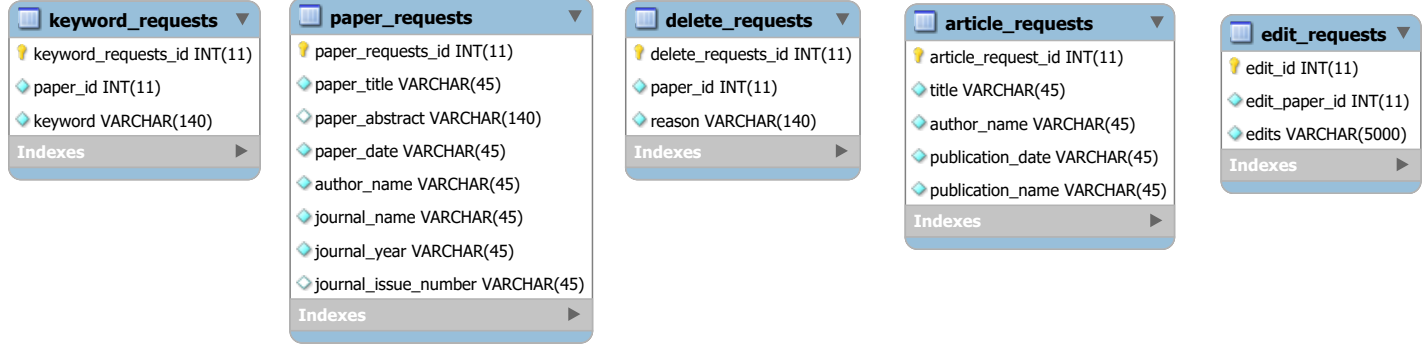 keyword_requests
keyword_requests_id INT(11)
paper_id INT(11)
keyword VARCHAR(140)
Indexes
paper_requests
paper_requests_id INT(11)
paper_title VARCHAR(45)
paper_abstract VARCHAR(140)
paper_date VARCHAR(45)
author_name VARCHAR(45)
journal_name VARCHAR(45)
journal_year VARCHAR(45)
journal_issue_number VARCHAR(45)
Indexes
delete_requests
delete_requests_id INT(11)
paper_id INT(11)
reason VARCHAR(140)
Indexes
article_requests
article_request_id INT(11)
title VARCHAR(45)
author_name VARCHAR(45)
publication_date VARCHAR(45)
publication_name VARCHAR(45)
Indexes
edit_requests
edit_id INT(11)
edit_paper_id INT(11)
edits VARCHAR(5000)
Indexes